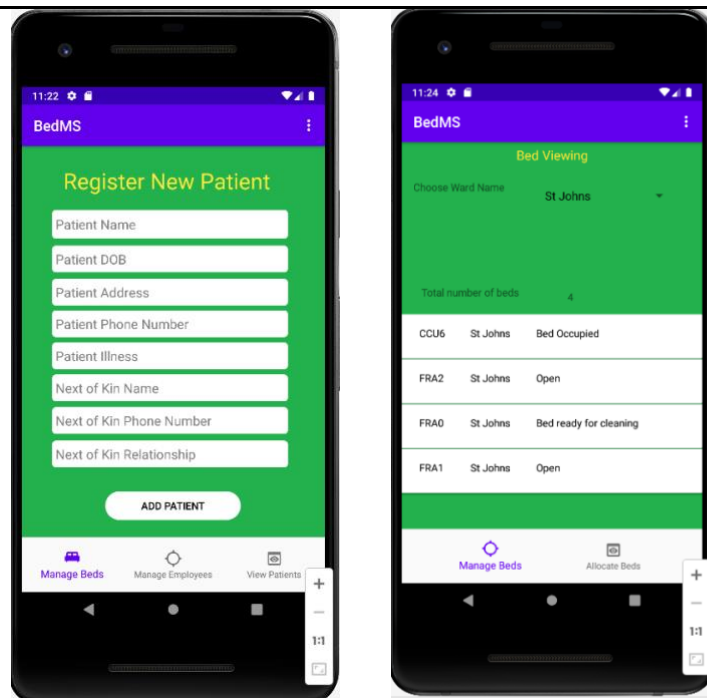 11:22
BedMS
Register New Patient
Patient Name
Patient DOB
Patient Address
Patient Phone Number
Patient Illness
Next of Kin Name
Next of Kin Phone Number
Next of Kin Relationship
ADD PATIENT
Manage Beds Manage Employees View Patients
1:1
11:24
BedMS
Bed Viewing
Choose Ward Name St Johns
Total number of beds 4
CCU6 St Johns Bed Occupied
FRA2 St Johns Open
FRA0 St Johns Bed ready for cleaning
FRA1 St Johns Open
Manage Beds Allocate Beds
1:1